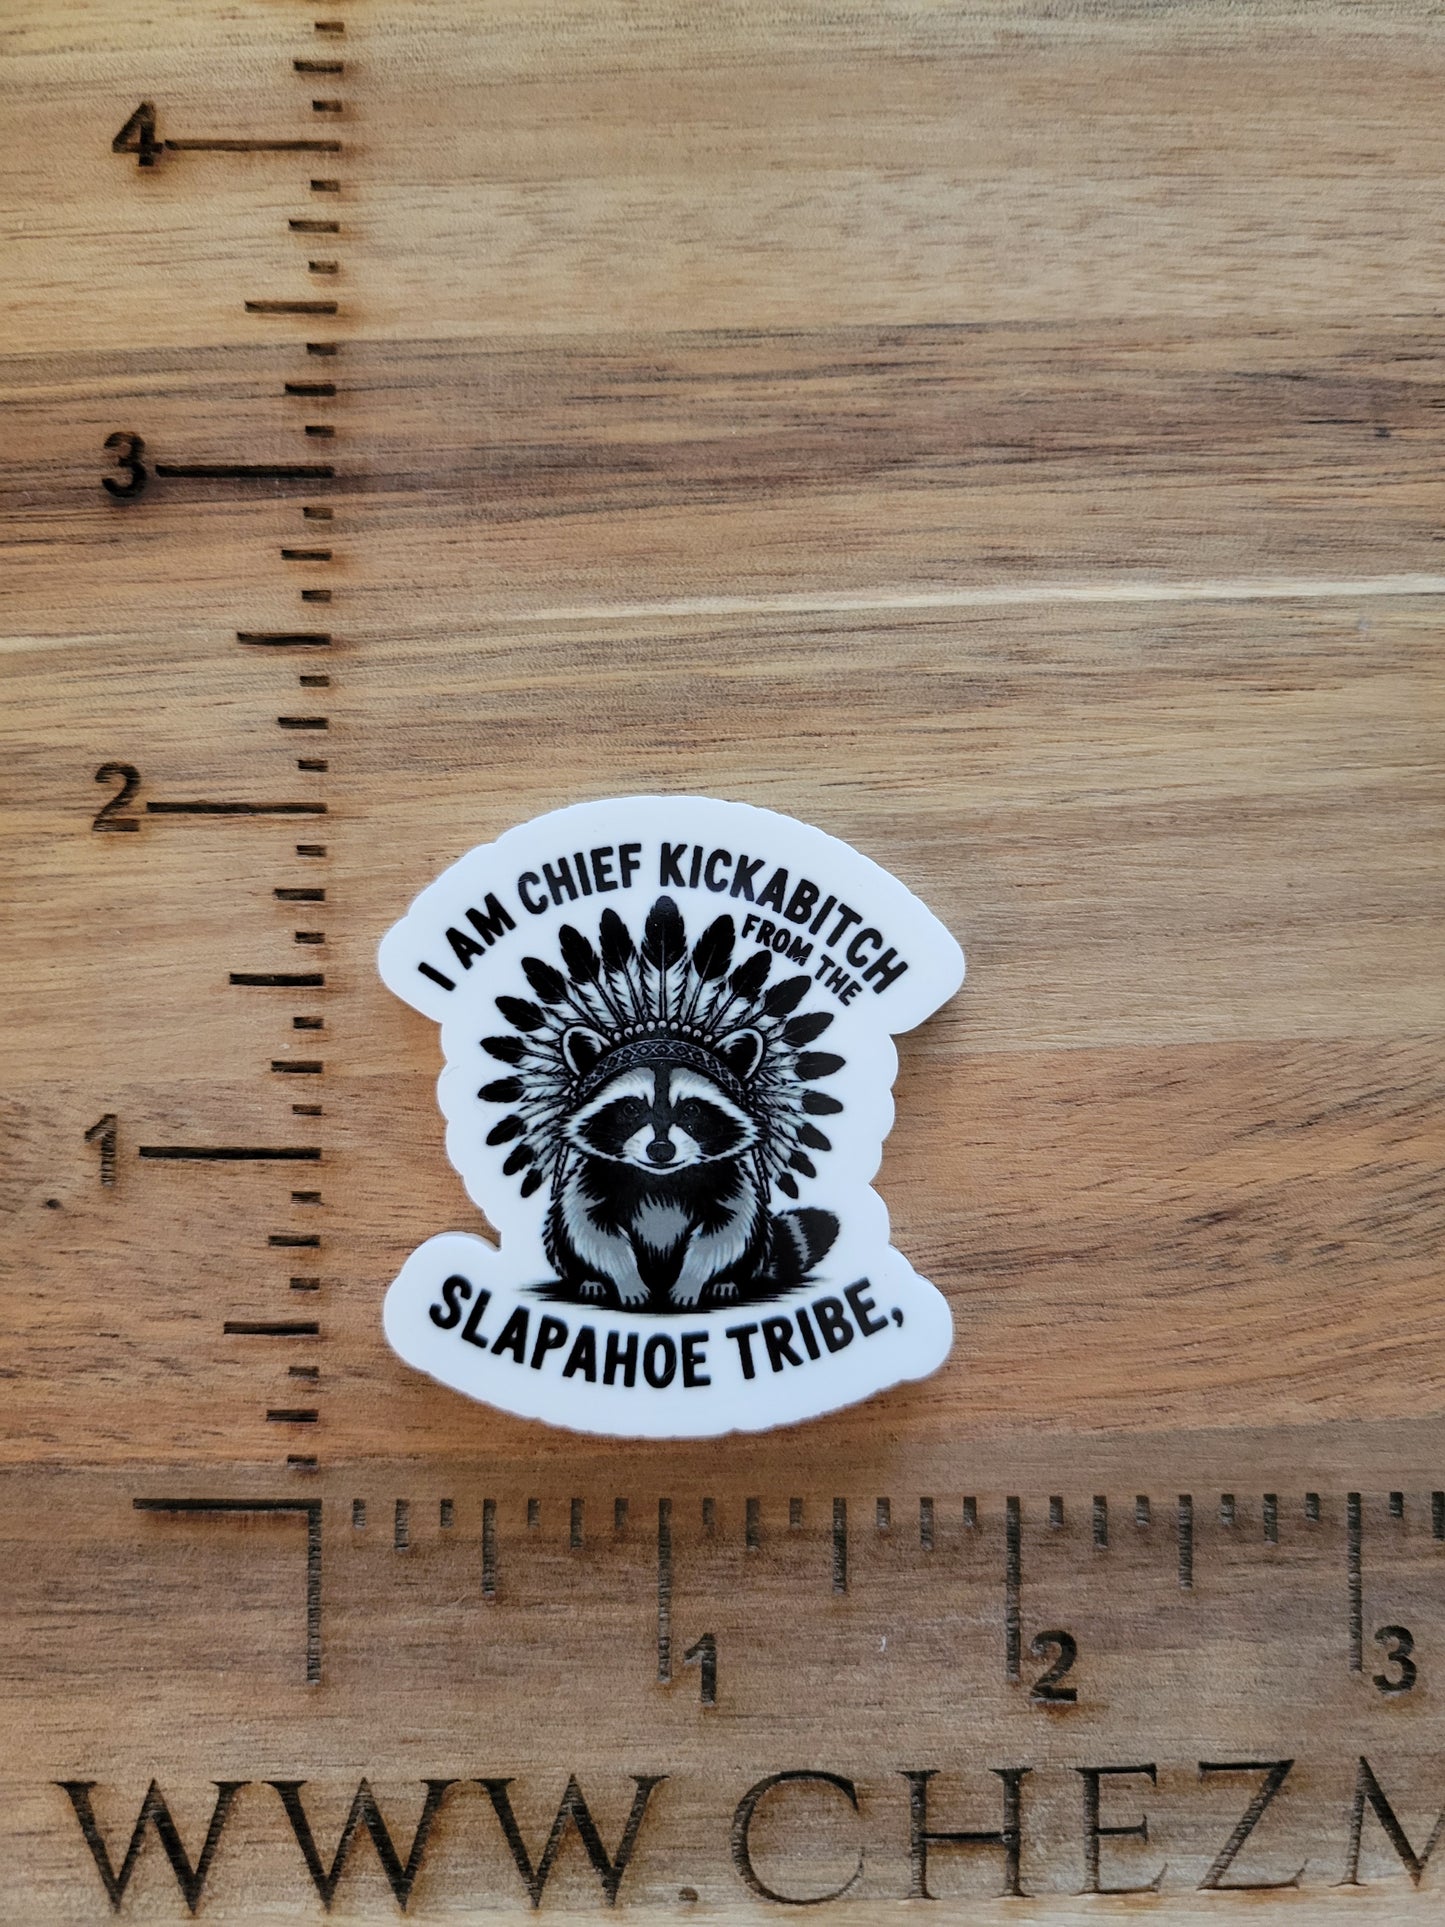 4
3
2
1
I AM CHIEF KICKABITCH
FROM THE
SLAPAHOE TRIBE,
1 2 3
WWW.CHEZM